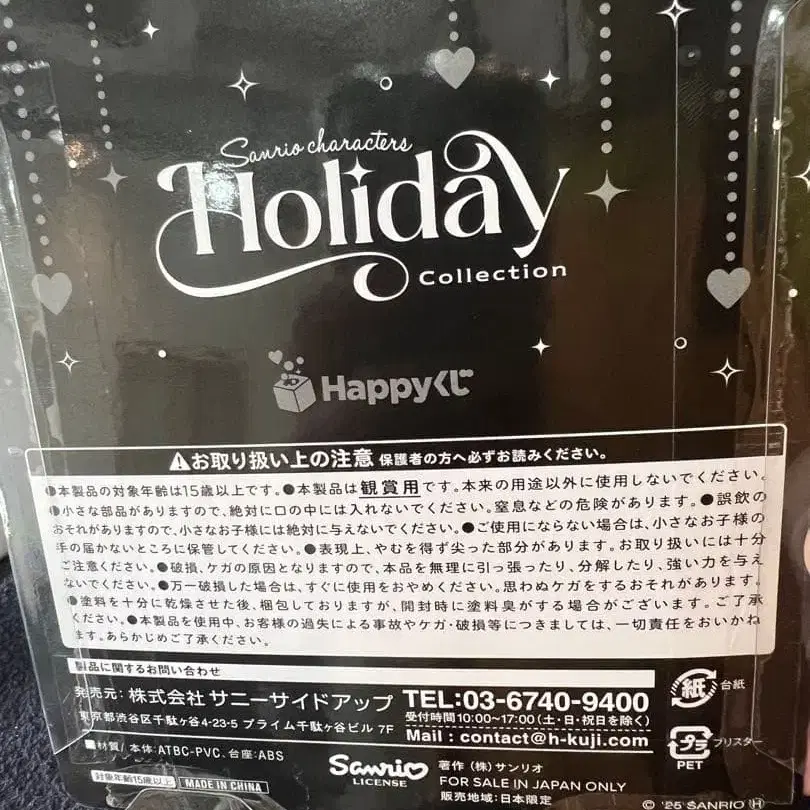 Sanrio characters
Holiday
Collection
Happyくじ
⚠お取り扱い上の注意 保護者の方へ必ずお読みください。
●本製品の対象年齢は15歳以上です。●本製品は観賞用です。本来の用途以外に使用しないでください。
●小さな部品がありますので、絶対に口の中には入れないでください。窒息などの危険があります。●誤飲の
おそれがありますので、小さなお子様には絶対に与えないでください。●ご使用にならない場合は、小さなお子様の
手の届かないところに保管してください。●表現上、やむを得ず尖った部分があります。お取り扱いには十分
ご注意ください。●破損、ケガの原因となりますので、本品を無理に引っ張ったり、分解したり、強い力を与え
ないでください。●万一破損した場合は、すぐに使用をおやめください。思わぬケガをするおそれがあります。
●塗料を十分に乾燥させた後、梱包しておりますが、開封時に塗料臭がする場合がございます。ご了承
ください。●本製品を使用中、お客様の過失による事故やケガ・破損等につきましては、一切責任をおいかね
ます。あらかじめご了承ください。
製品に関するお問い合わせ
発売元：株式会社サニーサイドアップ TEL:03-6740-9400
東京都渋谷区千駄ヶ谷4-23-5 プライム千駄ヶ谷ビル 7F
受付時間10:00～17:00（土・日・祝日を除く）
Mail : contact@h-kuji.com
■材質/本体:ATBC-PVC、台座:ABS
対象年齢15歳以上 MADE IN CHINA
Sanrio
LICENSE
著作（株）サンリオ
FOR SALE IN JAPAN ONLY
販売地域:日本限定
紙 台紙
プラ ブリスター
PET
© '25 SANRIO Ⓗ